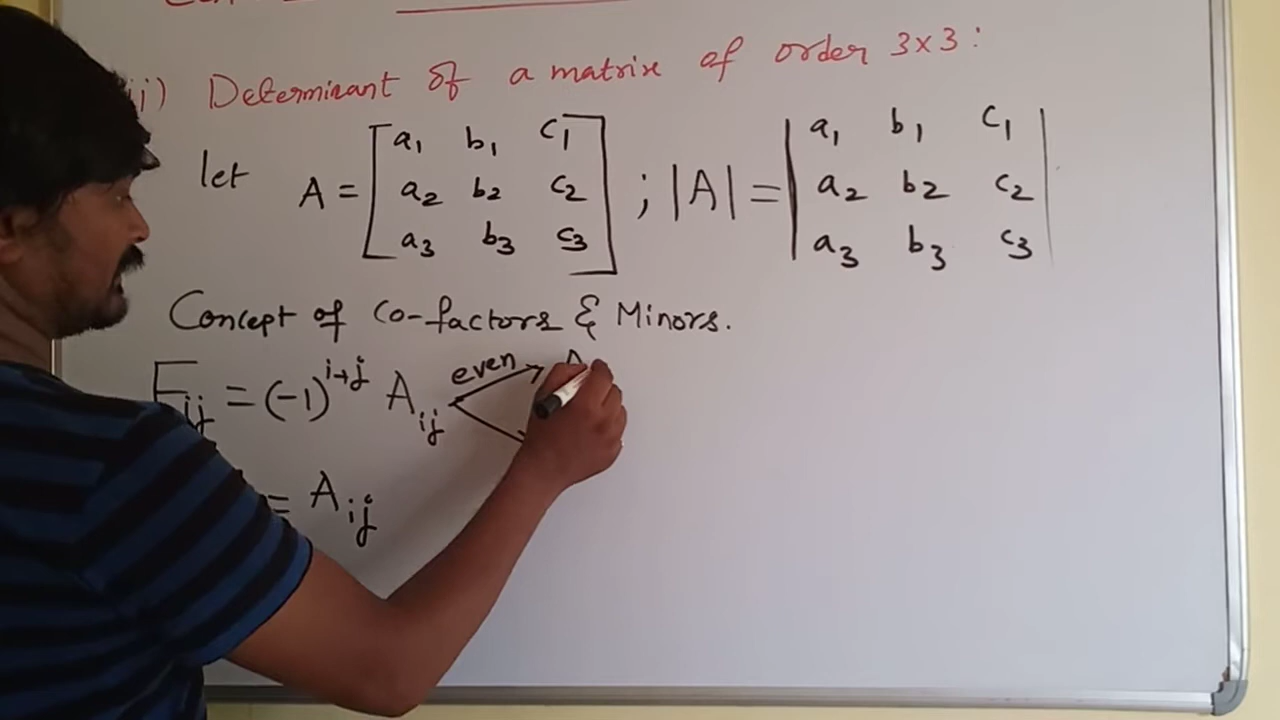 ii) Determinant of a matrix of order 3x3:
let A = [a₁ b₁ c₁ ; |A| = |a₁ b₁ c₁|
a₂ b₂ c₂ a₂ b₂ c₂
a₃ b₃ c₃] a₃ b₃ c₃
Concept of Co-factors & Minors.
Fij = (-1)^i+j Aij even A
= Aij